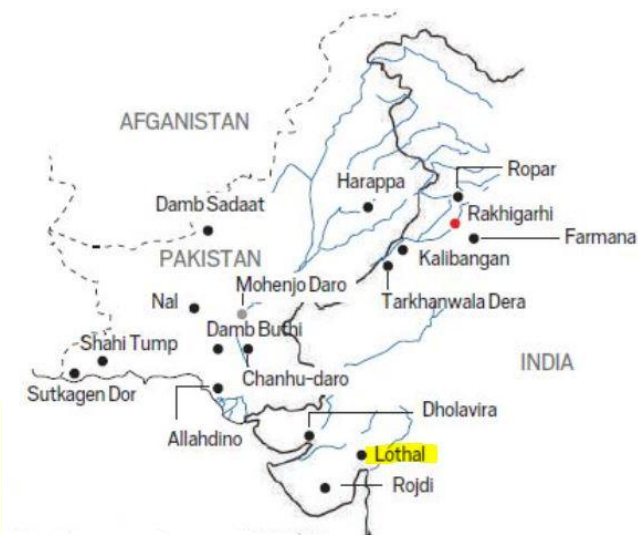 AFGANISTAN
Ropar
Harappa
Damb Sadaat
Rakhigarhi
Farmana
PAKISTAN
Kalibangan
Mohenjo Daro
Nal
Tarkhanwala Dera
Damb Buthi
Shahi Tump
INDIA
Chanhu-daro
Sutkagen Dor
Dholavira
Allahdino
Lothal
Rojdi